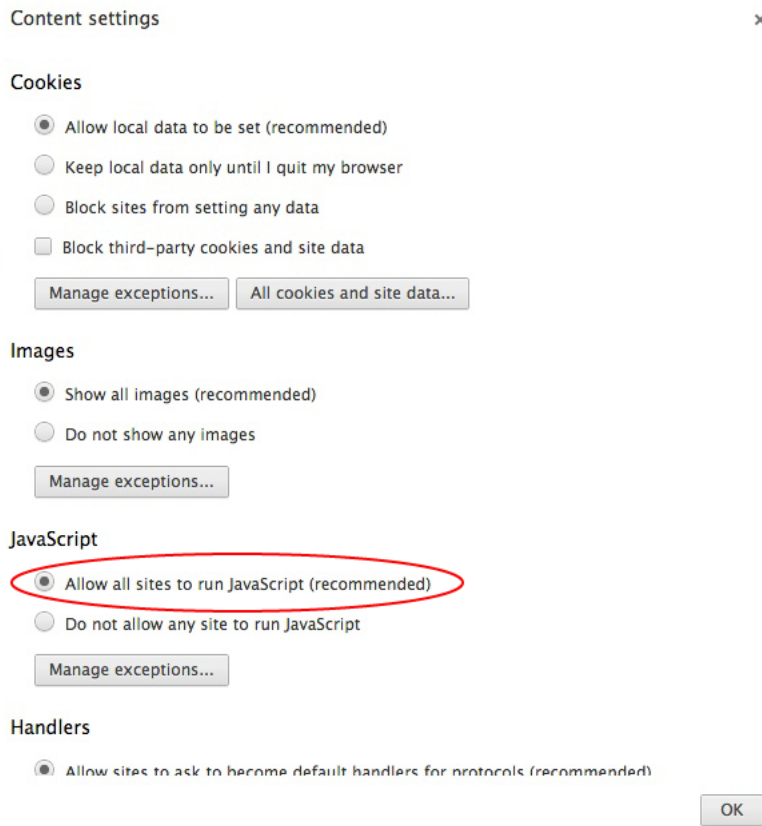 Content settings
Cookies
Allow local data to be set (recommended)
Keep local data only until I quit my browser
Block sites from setting any data
Block third-party cookies and site data
Manage exceptions... All cookies and site data...
Images
Show all images (recommended)
Do not show any images
Manage exceptions...
JavaScript
Allow all sites to run JavaScript (recommended)
Do not allow any site to run JavaScript
Manage exceptions...
Handlers
Allow sites to ask to become default handlers for protocols (recommended)
OK